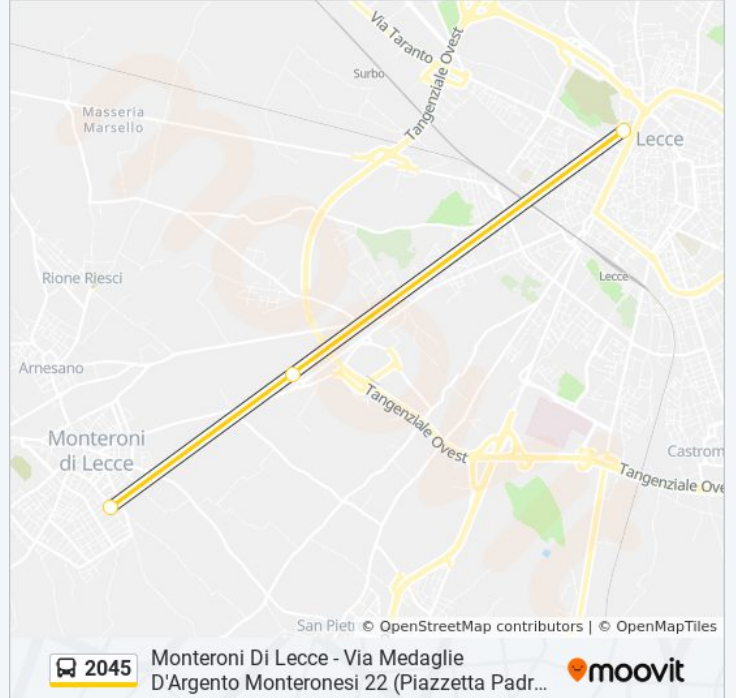 Via Taranto
Tangenziale Ovest
Surbo
Masseria
Marsello
Lecce
Rione Riesci
Lecce
Arnesano
Monteroni
di Lecce
Tangenziale Ovest
Castrom
Tangenziale Ove
San Pieti
© OpenStreetMap contributors | © OpenMapTiles
2045
Monteroni Di Lecce - Via Medaglie
D'Argento Monteronesi 22 (Piazzetta Padr...
moovit